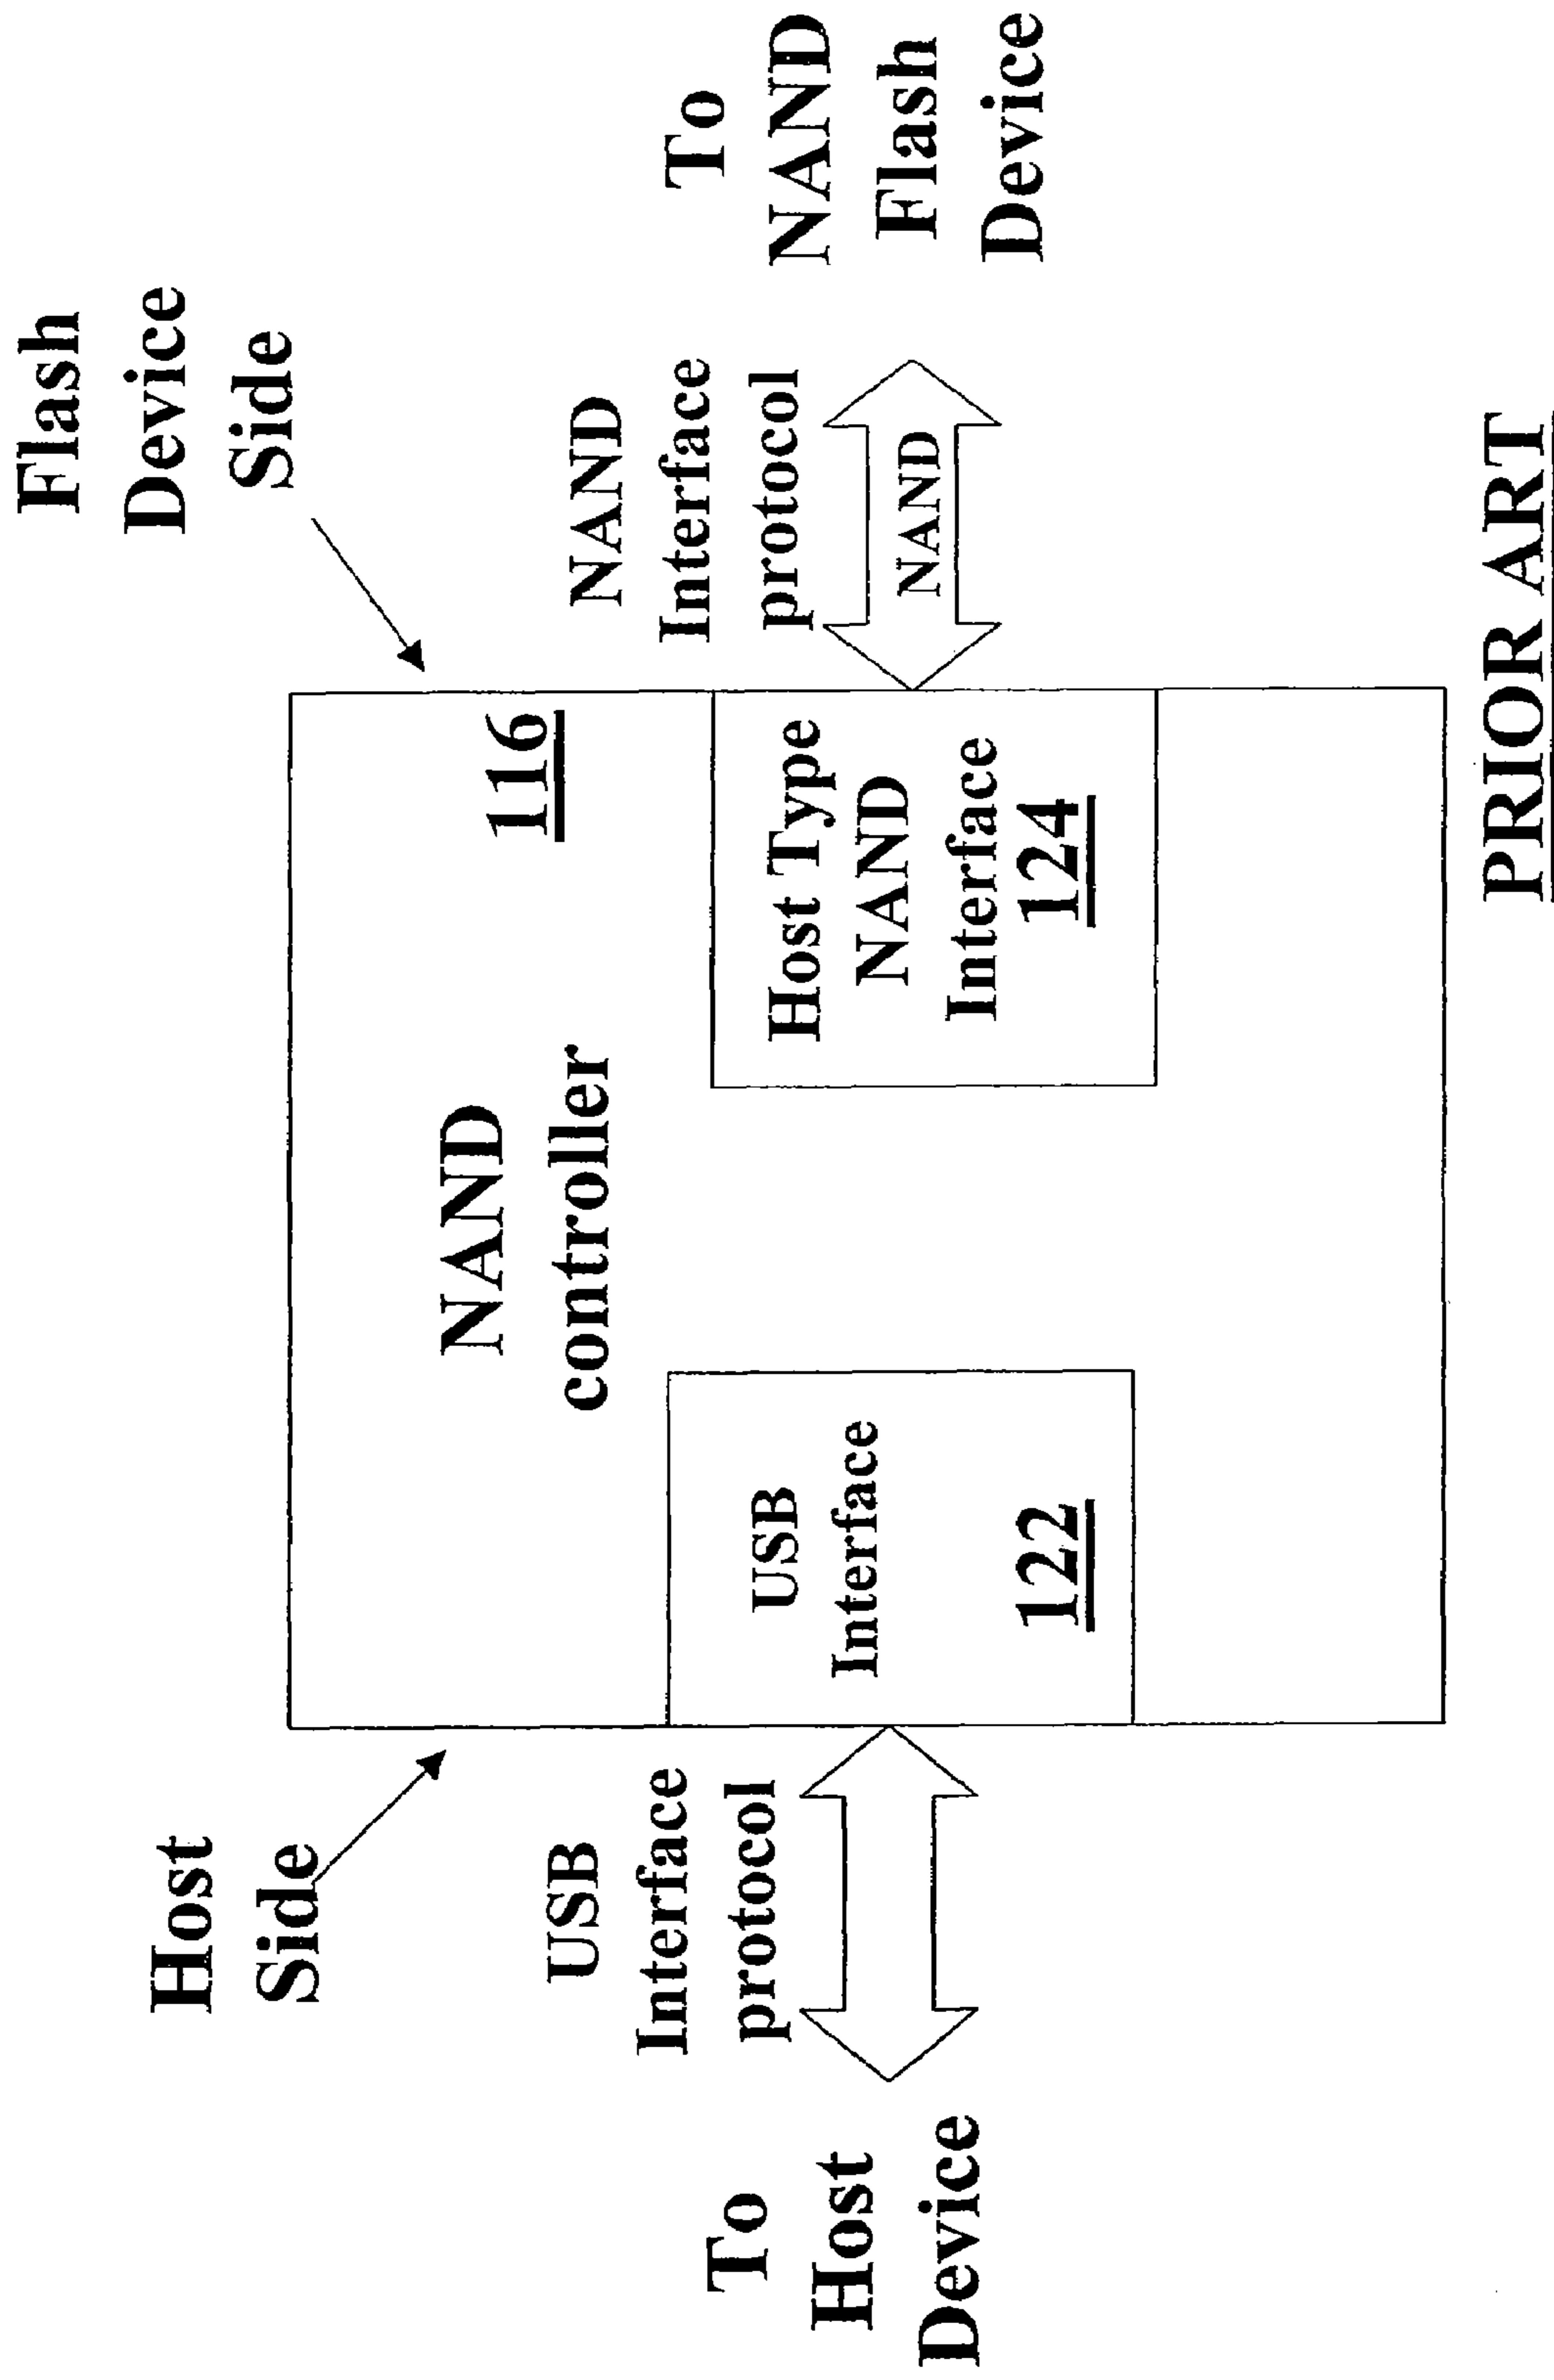 Host
Side
Flash
Device
Side
NAND
controller
116
USB
Interface
protocol
NAND
Interface
protocol
To
Host
Device
USB
Interface
122
Host Type
NAND
Interface
124
NAND
To
NAND
Flash
Device
PRIOR ART